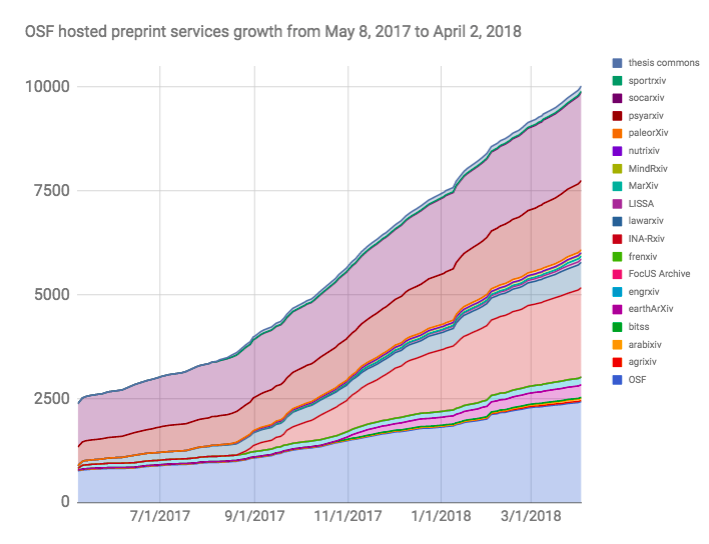 OSF hosted preprint services growth from May 8, 2017 to April 2, 2018
10000
7500
5000
2500
0
7/1/2017
9/1/2017
11/1/2017
1/1/2018
3/1/2018
thesis commons
sportrxiv
socarxiv
psyarxiv
paleorXiv
nutrixiv
MindRxiv
MarXiv
LISSA
lawarxiv
INA-Rxiv
frenxiv
FocUS Archive
engrxiv
earthArXiv
bitss
arabixiv
agrixiv
OSF